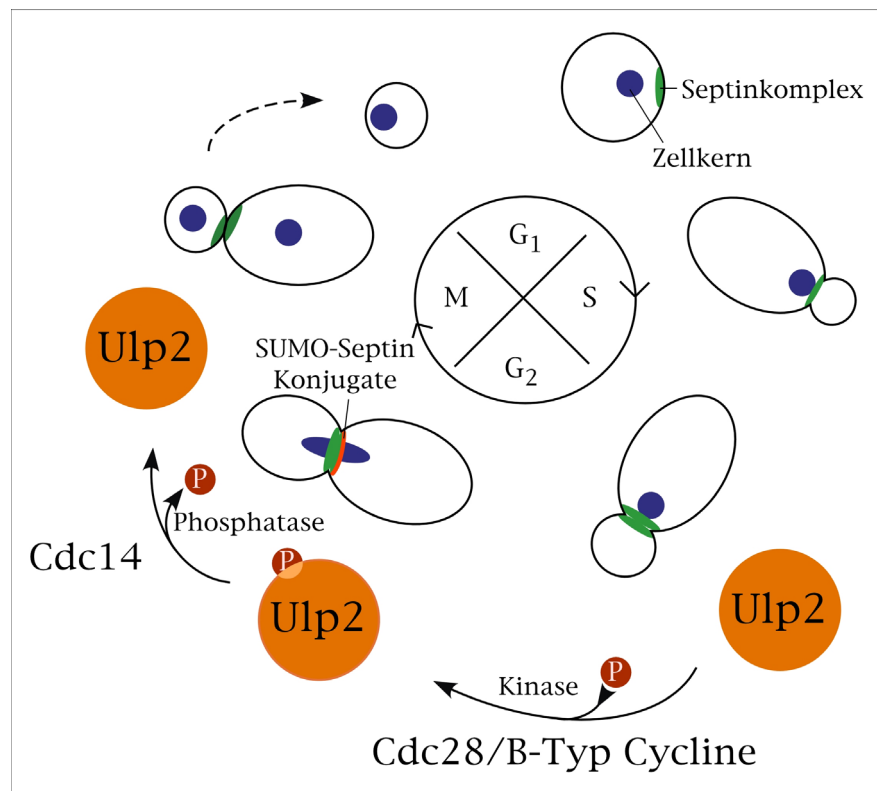 Septinkomplex
Zellkern
G1
M
S
G2
SUMO-Septin
Konjugate
Ulp2
P
Phosphatase
Cdc14
P
Ulp2
Ulp2
P
Kinase
Cdc28/B-Typ Cycline